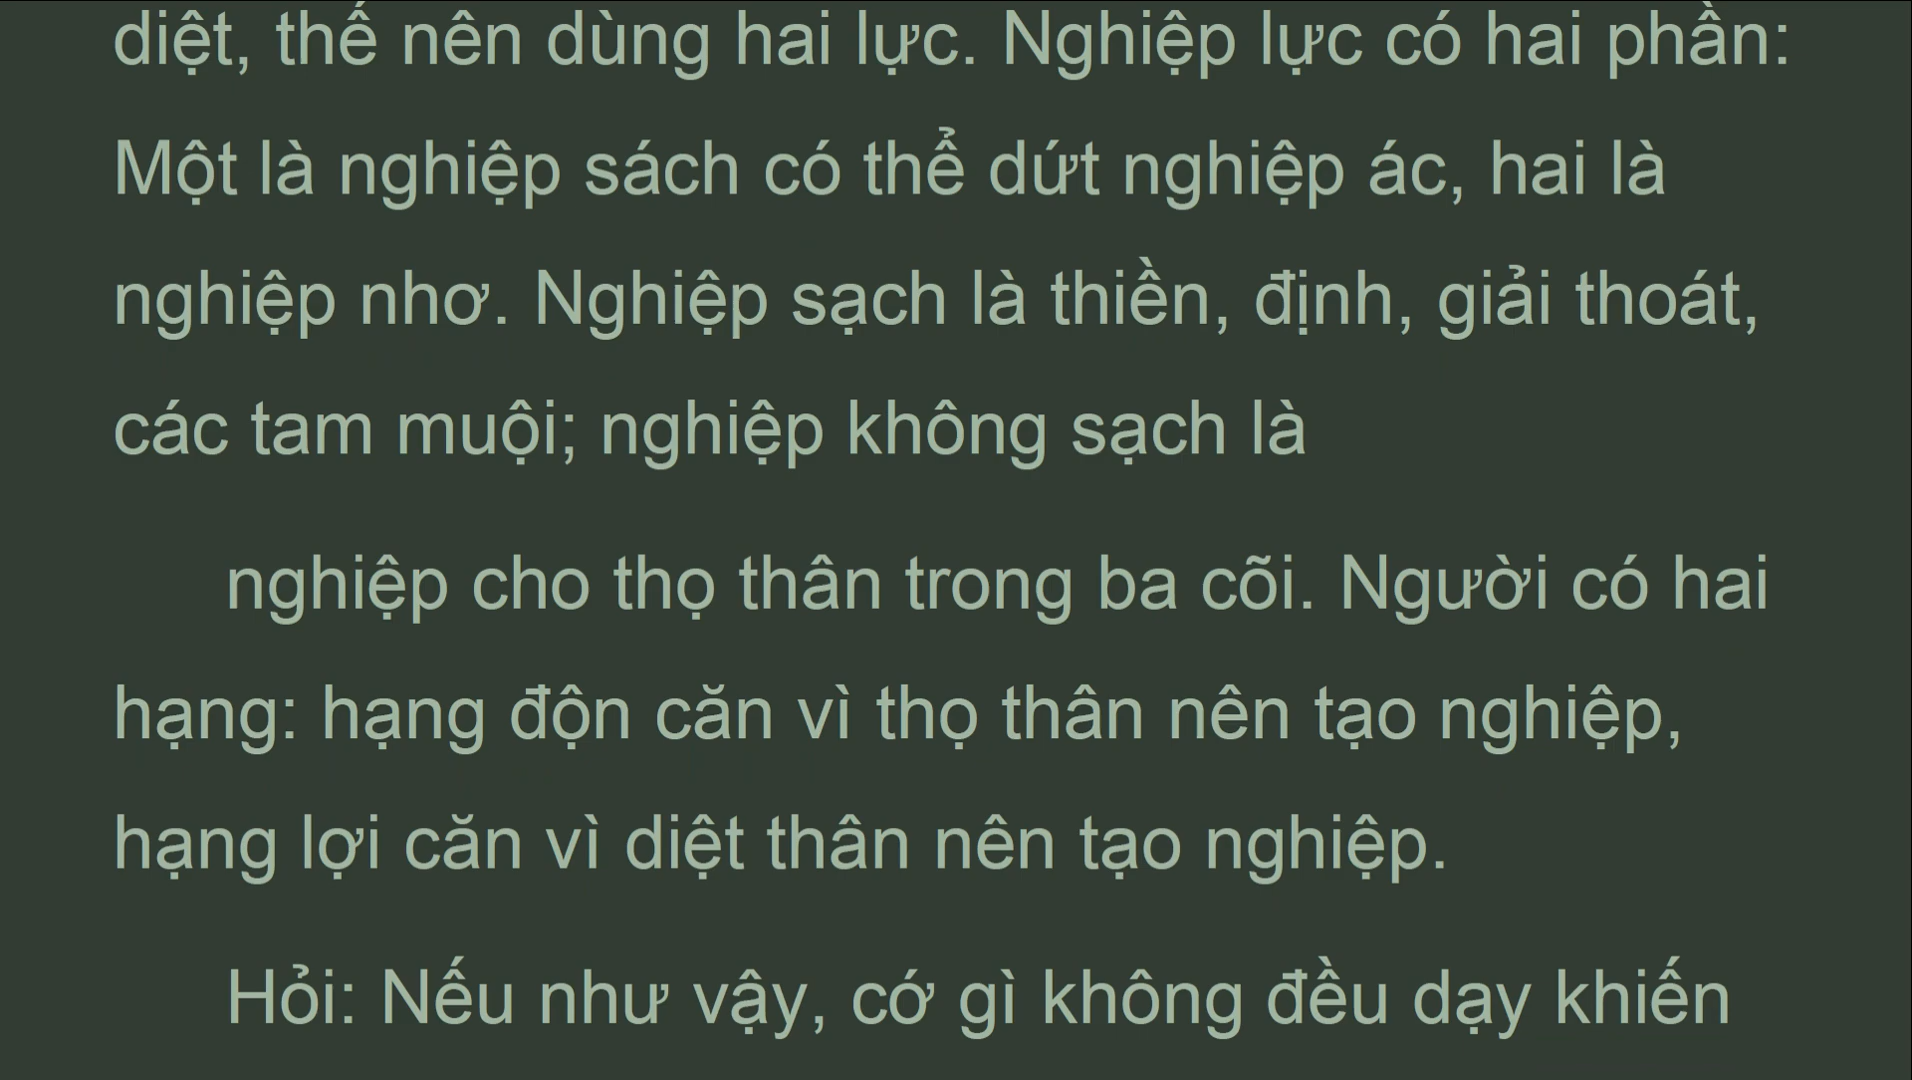 diệt, thế nên dùng hai lực. Nghiệp lực có hai phần:
Một là nghiệp sách có thể dứt nghiệp ác, hai là
nghiệp nhơ. Nghiệp sạch là thiền, định, giải thoát,
các tam muội; nghiệp không sạch là
nghiệp cho thọ thân trong ba cõi. Người có hai
hạng: hạng độn căn vì thọ thân nên tạo nghiệp,
hạng lợi căn vì diệt thân nên tạo nghiệp.
Hỏi: Nếu như vậy, cớ gì không đều dạy khiến